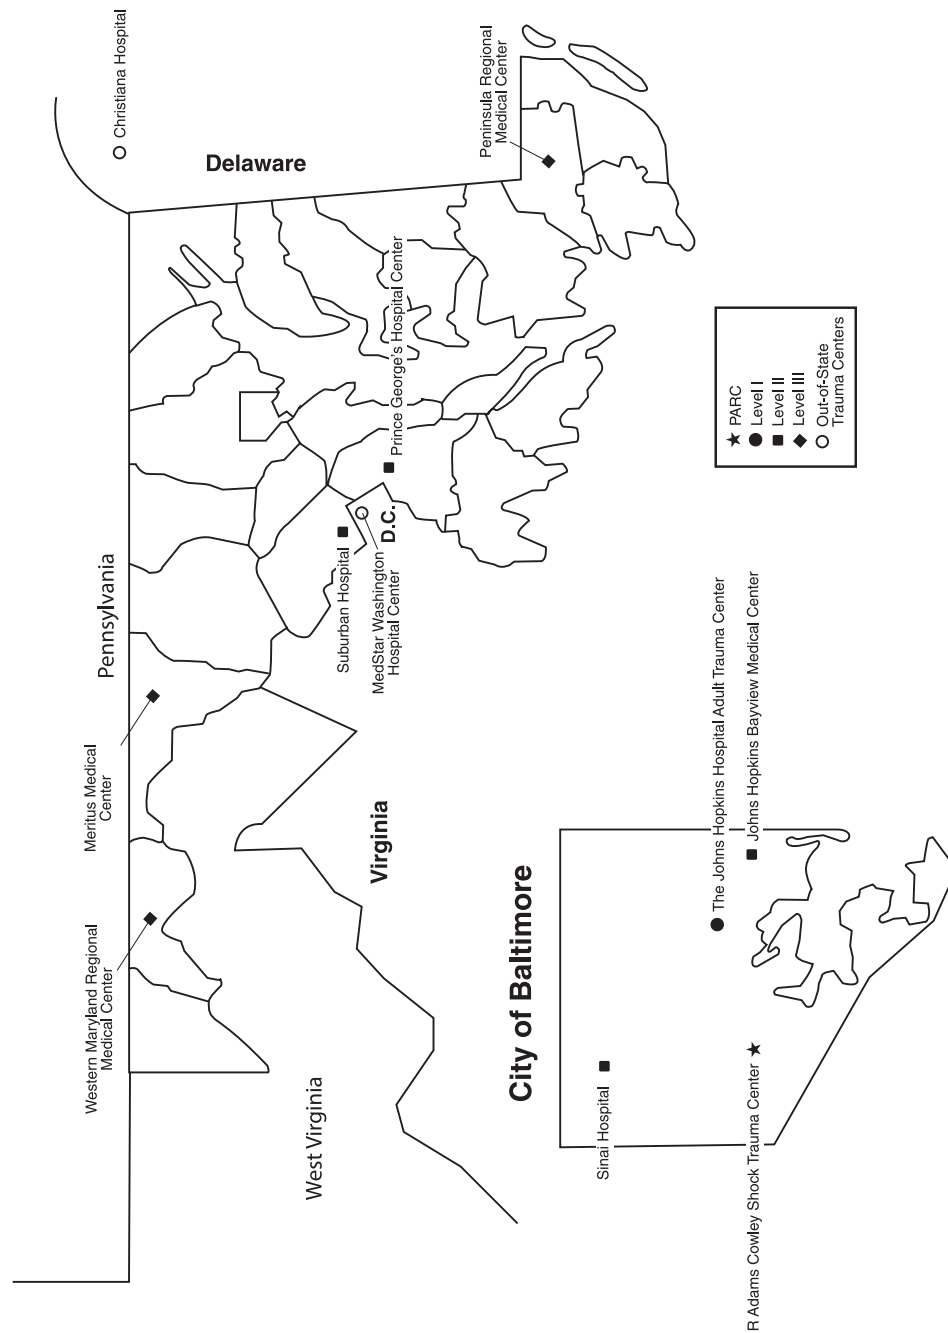 Pennsylvania
Western Maryland Regional
Medical Center
Meritus Medical
Center
Christiana Hospital
Delaware
West Virginia
Virginia
Suburban Hospital
MedStar Washington
Hospital Center
D.C.
Prince George's Hospital Center
Peninsula Regional
Medical Center
City of Baltimore
Sinai Hospital
The Johns Hopkins Hospital Adult Trauma Center
Johns Hopkins Bayview Medical Center
R Adams Cowley Shock Trauma Center
PARC
Level I
Level II
Level III
Out-of-State
Trauma Centers